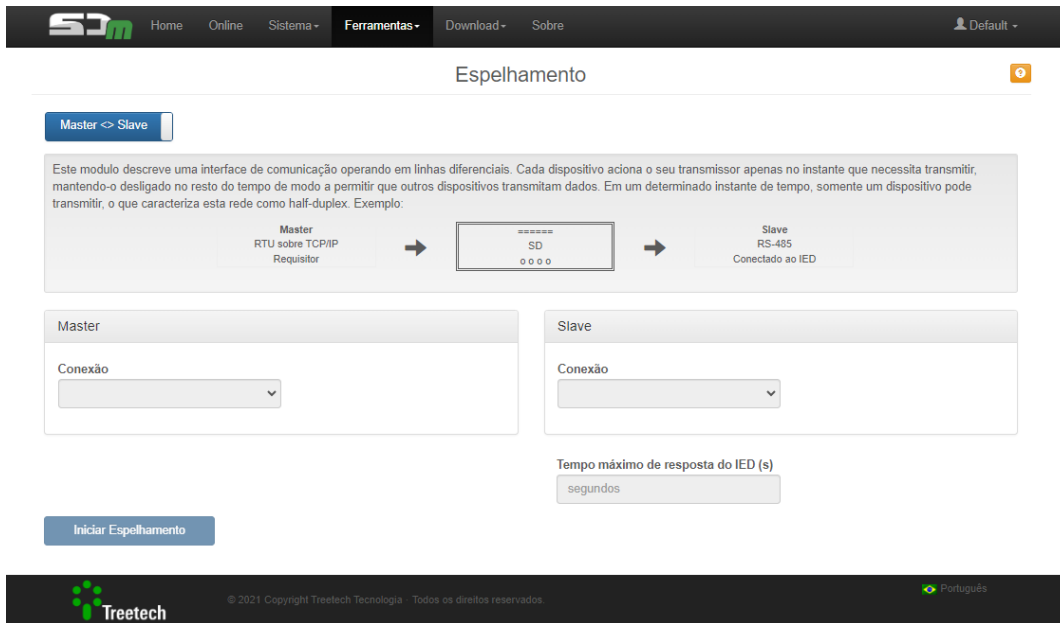 SDm Home Online Sistema Ferramentas Download Sobre Default
Espelhamento
?
Master <> Slave
Este modulo descreve uma interface de comunicação operando em linhas diferenciais. Cada dispositivo aciona o seu transmissor apenas no instante que necessita transmitir,
mantendo-o desligado no resto do tempo de modo a permitir que outros dispositivos transmitam dados. Em um determinado instante de tempo, somente um dispositivo pode
transmitir, o que caracteriza esta rede como half-duplex. Exemplo:
Master
RTU sobre TCP/IP
Requisitor
======
SD
o o o o
Slave
RS-485
Conectado ao IED
Master
Conexão
Slave
Conexão
Tempo máximo de resposta do IED (s)
segundos
Iniciar Espelhamento
Treetech
© 2021 Copyright Treetech Tecnologia - Todos os direitos reservados.
Português